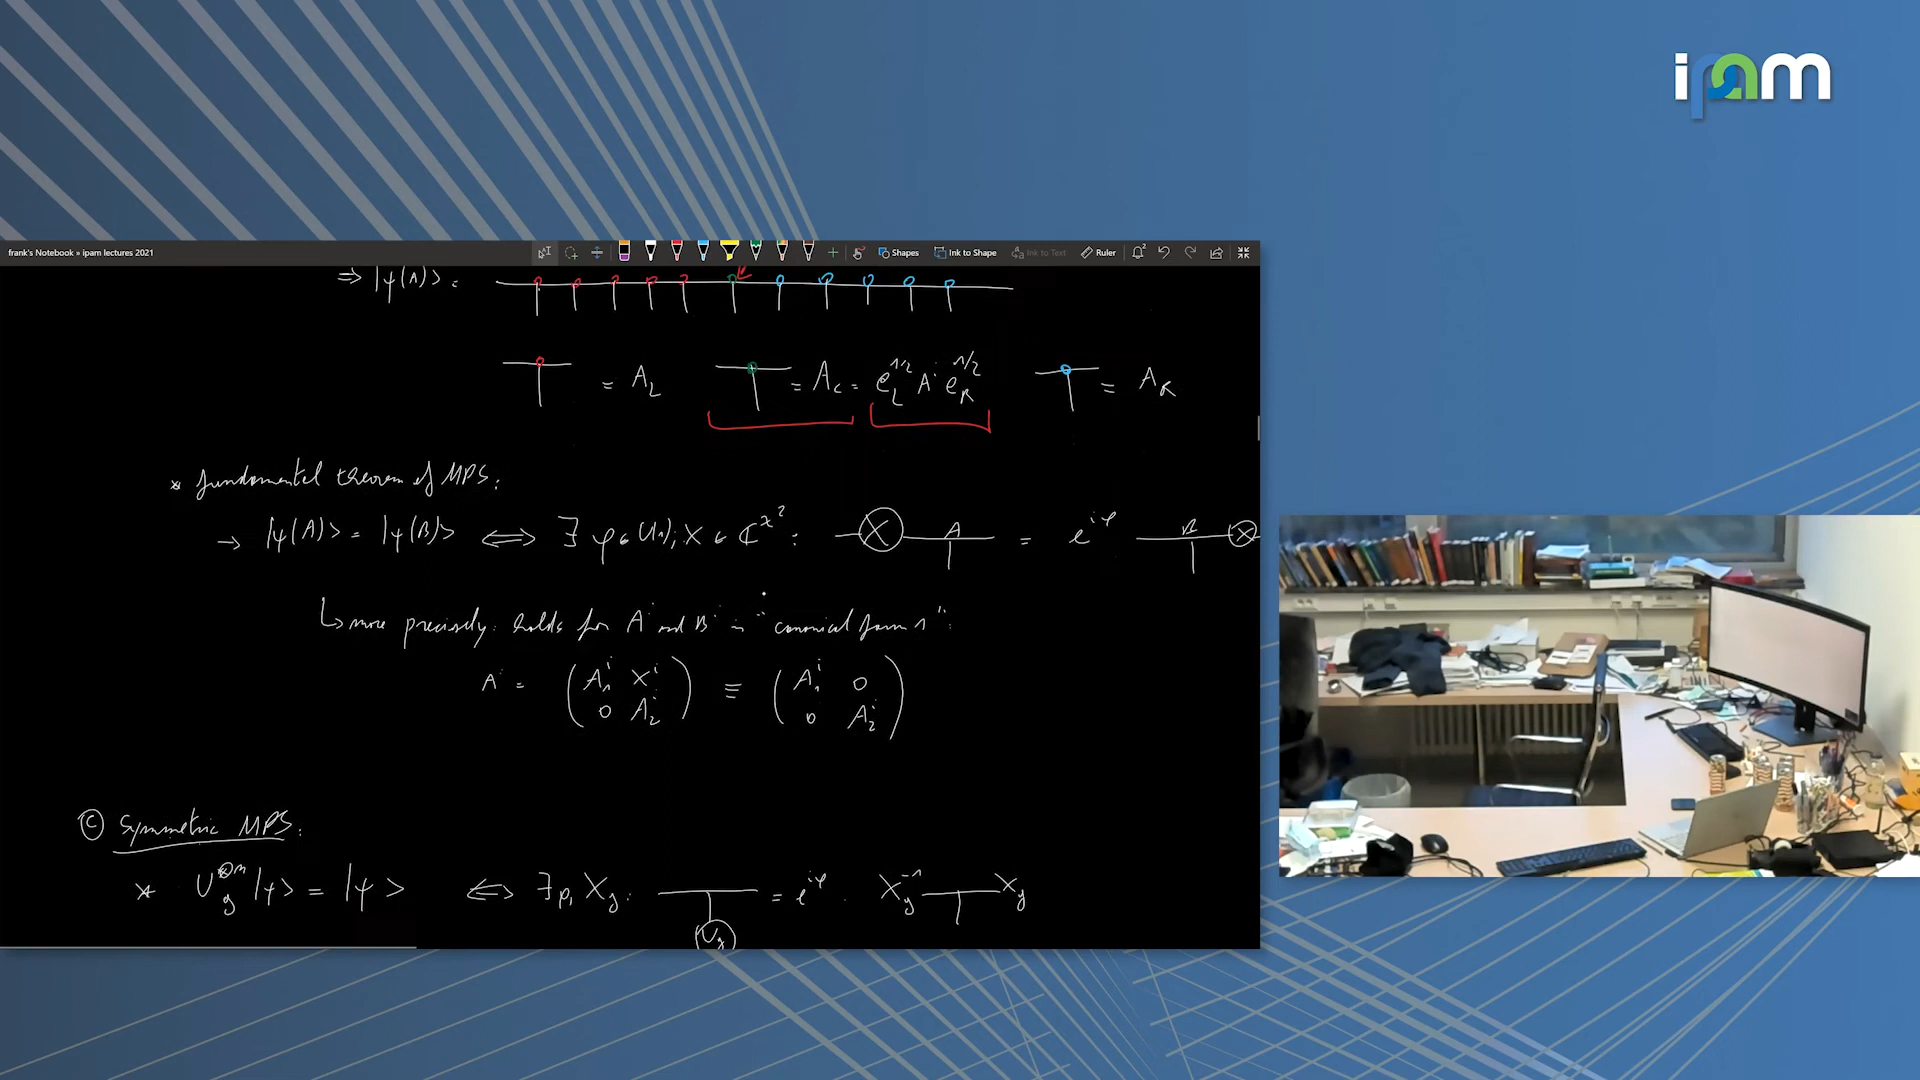 ipam
frank's Notebook » ipam lectures 2021
Shapes Ink to Shape Ink to Text Ruler
⇒ |ψ(A)> =
= A_L = A_C = e_L^{1/2} A^i e_R^{1/2} = A_R
* fundamental theorem of MPS:
→ |ψ(A)> = |ψ(B)> ⟺ ∃ φ ∈ U(1); X ∈ ℂ^{χ^2} : X A = e^{iφ} B X
↳ more precisely: holds for A and B in "canonical form 1":
A^i = ( A_1^i X^i ) ≡ ( A_1^i 0 )
( 0 A_2^i ) ( 0 A_2^i )
(c) Symmetric MPS:
* U_g^{⊗n} |ψ> = |ψ> ⟺ ∃ φ, X_g : = e^{iφ} . X_g^{-1} X_g
U_g